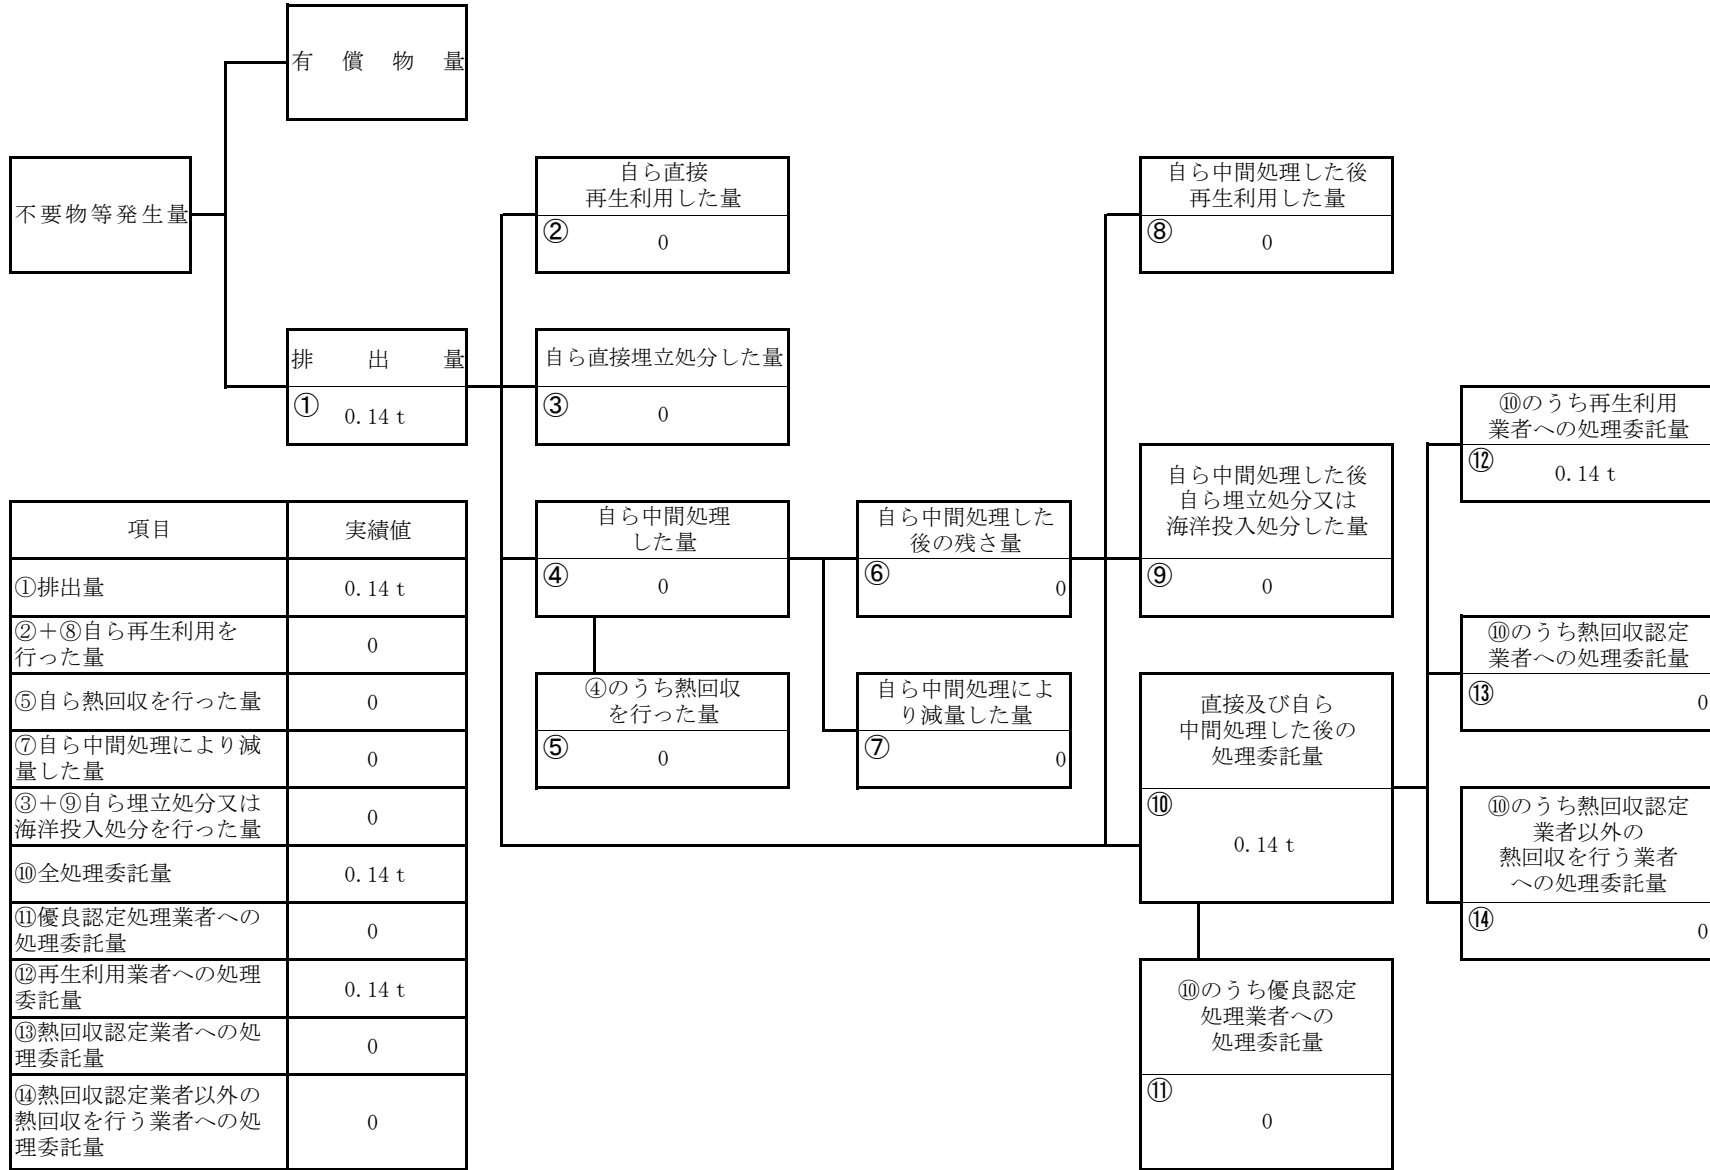 有償物量
不要物等発生量
自ら直接
再生利用した量
② 0
自ら中間処理した後
再生利用した量
⑧ 0
排出量
① 0.14 t
自ら直接埋立処分した量
③ 0
⑩のうち再生利用
業者への処理委託量
⑫ 0.14 t
自ら中間処理
した量
④ 0
自ら中間処理した
後の残さ量
⑥ 0
自ら中間処理した後
自ら埋立処分又は
海洋投入処分した量
⑨ 0
④のうち熱回収
を行った量
⑤ 0
自ら中間処理によ
り減量した量
⑦ 0
直接及び自ら
中間処理した後の
処理委託量
⑩
0.14 t
⑩のうち熱回収認定
業者への処理委託量
⑬ 0
⑩のうち熱回収認定
業者以外の
熱回収を行う業者
への処理委託量
⑭ 0
⑩のうち優良認定
処理業者への
処理委託量
⑪
0
項目 実績値
①排出量 0.14 t
②＋⑧自ら再生利用を
行った量 0
⑤自ら熱回収を行った量 0
⑦自ら中間処理により減
量した量 0
③＋⑨自ら埋立処分又は
海洋投入処分を行った量 0
⑩全処理委託量 0.14 t
⑪優良認定処理業者への
処理委託量 0
⑫再生利用業者への処理
委託量 0.14 t
⑬熱回収認定業者への処
理委託量 0
⑭熱回収認定業者以外の
熱回収を行う業者への処
理委託量 0